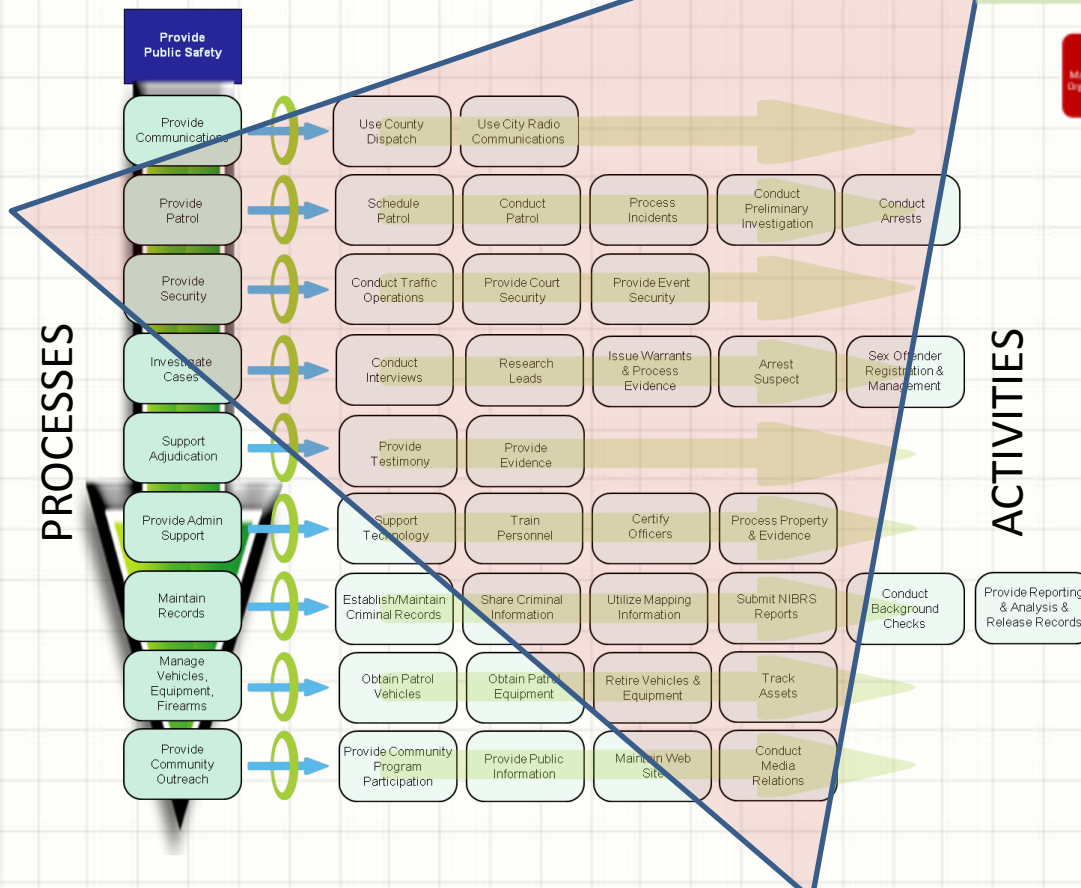 Provide
Public Safety
Provide
Communications
Use County
Dispatch
Use City Radio
Communications
Provide
Patrol
Schedule
Patrol
Conduct
Patrol
Process
Incidents
Conduct
Preliminary
Investigation
Conduct
Arrests
Provide
Security
Conduct Traffic
Operations
Provide Court
Security
Provide Event
Security
PROCESSES
ACTIVITIES
Investigate
Cases
Conduct
Interviews
Research
Leads
Issue Warrants
& Process
Evidence
Arrest
Suspect
Sex Offender
Registration &
Management
Support
Adjudication
Provide
Testimony
Provide
Evidence
Provide Admin
Support
Support
Technology
Train
Personnel
Certify
Officers
Process Property
& Evidence
Maintain
Records
Establish/Maintain
Criminal Records
Share Criminal
Information
Utilize Mapping
Information
Submit NIBRS
Reports
Conduct
Background
Checks
Provide Reporting
& Analysis &
Release Records
Manage
Vehicles,
Equipment,
Firearms
Obtain Patrol
Vehicles
Obtain Patrol
Equipment
Retire Vehicles &
Equipment
Track
Assets
Provide
Community
Outreach
Provide Community
Program
Participation
Provide Public
Information
Maintain Web
Site
Conduct
Media
Relations